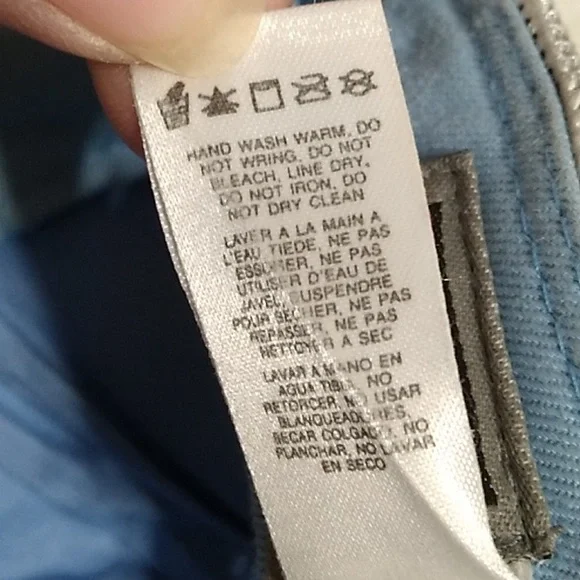 HAND WASH WARM. DO
NOT WRING. DO NOT
BLEACH, LINE DRY.
DO NOT IRON. DO
NOT DRY CLEAN
LAVER A LA MAIN A
L'EAU TIEDE, NE PAS
ESSORER, NE PAS
UTILISER D'EAU DE
JAVEL, SUSPENDRE
POUR SECHER, NE PAS
REPASSER, NE PAS
NETTOYER A SEC
LAVAR A MANO EN
AGUA TIBIA, NO
RETORCER, NO USAR
BLANQUEADORES,
SECAR COLGADO, NO
PLANCHAR, NO LAVAR
EN SECO